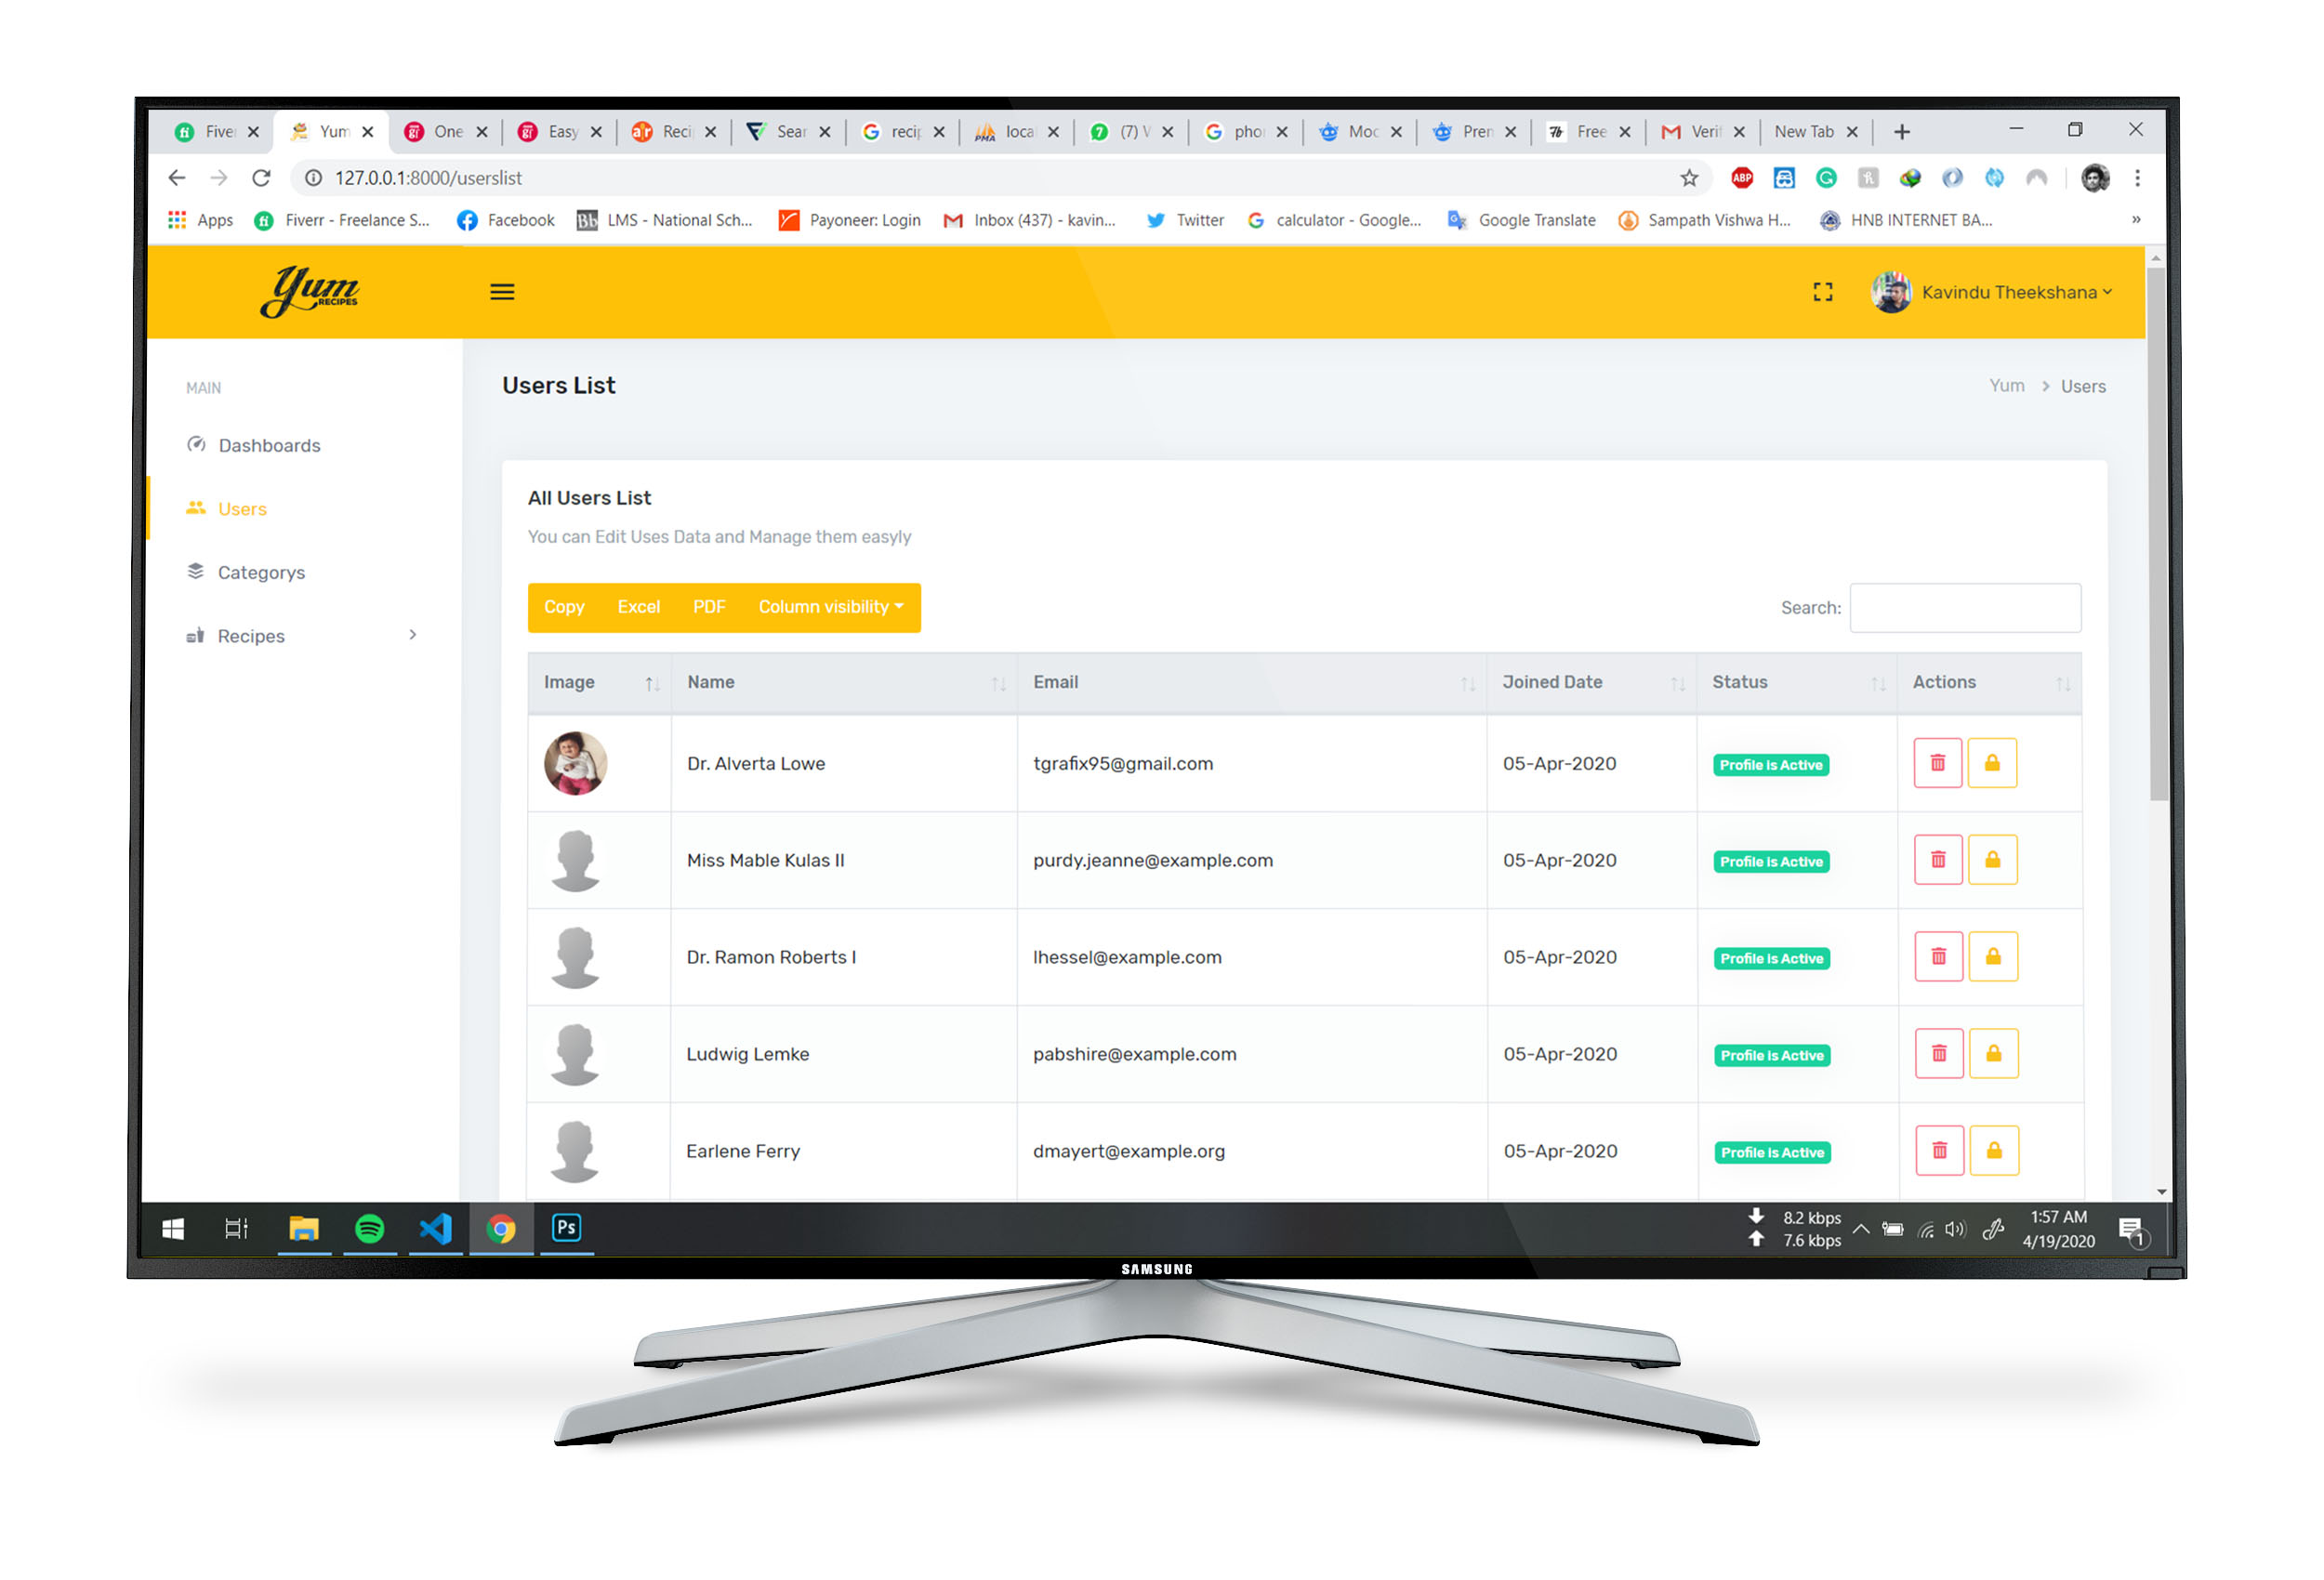 Fiver Yum One Easy Reci Sear recip loca (7) Pho Moc Pren Free Verif New Tab
127.0.0.1:8000/userslist ABP
Apps Fiverr - Freelance S... Facebook Bb LMS - National Sch... Payoneer: Login Inbox (437) - kavin... Twitter calculator - Google... Google Translate Sampath Vishwa H... HNB INTERNET BA... »
Yum RECIPES Kavindu Theekshana
MAIN
Dashboards
Users
Categorys
Recipes
Users List Yum > Users
All Users List
You can Edit Uses Data and Manage them easyly
Copy Excel PDF Column visibility Search:
Image Name Email Joined Date Status Actions
Dr. Alverta Lowe tgrafix95@gmail.com 05-Apr-2020 Profile is Active
Miss Mable Kulas II purdy.jeanne@example.com 05-Apr-2020 Profile is Active
Dr. Ramon Roberts I lhessel@example.com 05-Apr-2020 Profile is Active
Ludwig Lemke pabshire@example.com 05-Apr-2020 Profile is Active
Earlene Ferry dmayert@example.org 05-Apr-2020 Profile is Active
Ps
8.2 kbps
7.6 kbps
1:57 AM
4/19/2020
1
SAMSUNG